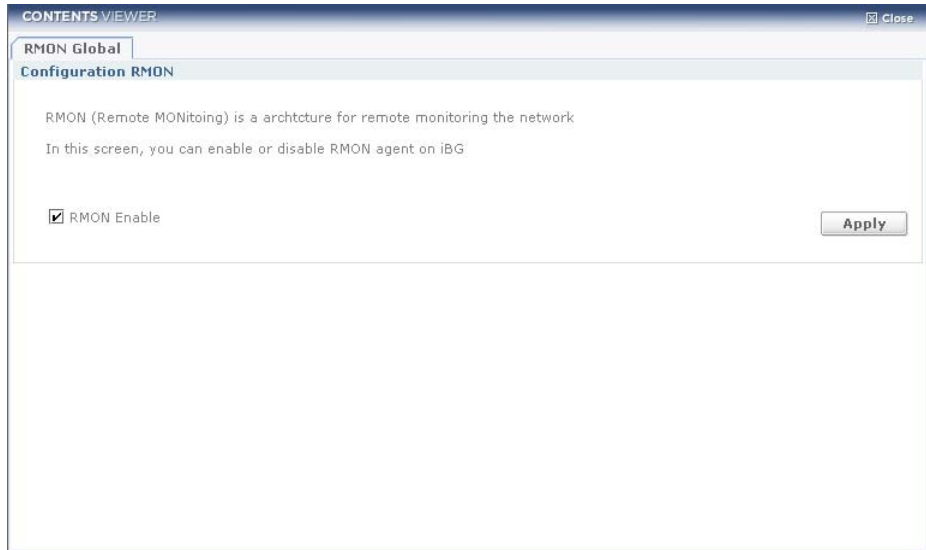 CONTENTS VIEWER
Close
RMON Global
Configuration RMON
RMON (Remote MONitoing) is a archtcture for remote monitoring the network
In this screen, you can enable or disable RMON agent on iBG
RMON Enable
Apply